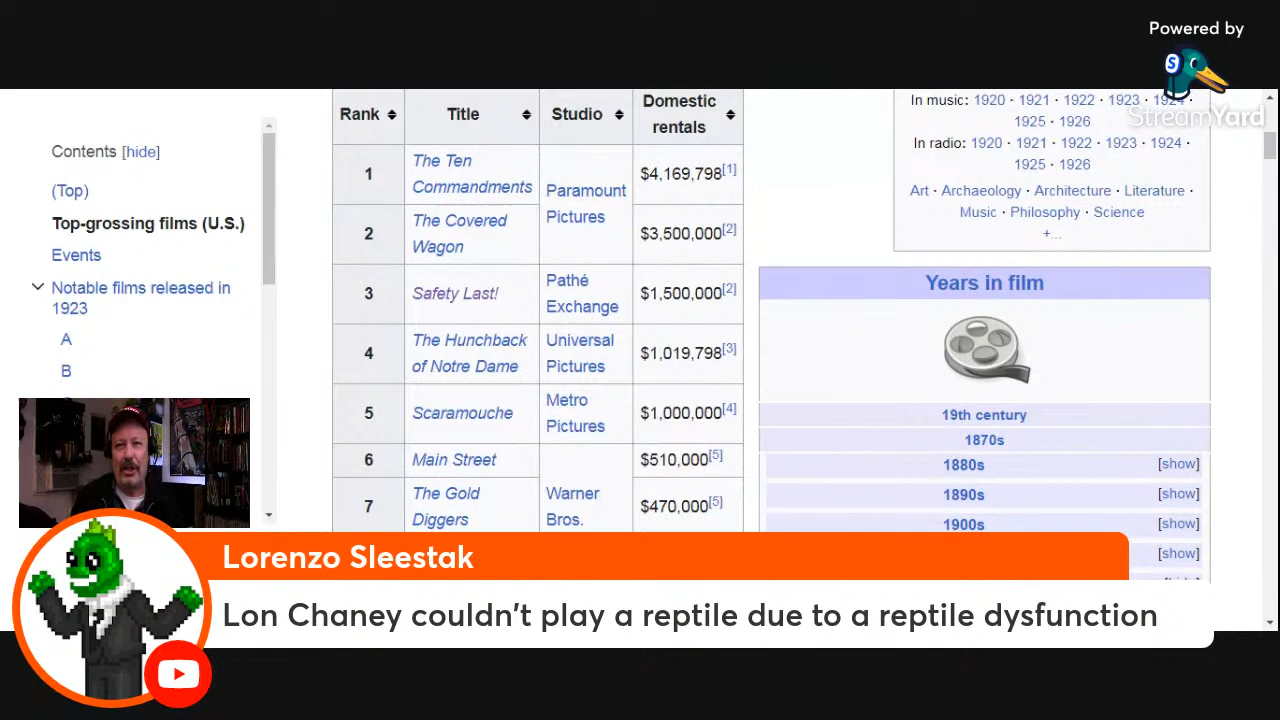 Powered by
StreamYard
Contents [hide]
(Top)
Top-grossing films (U.S.)
Events
Notable films released in
1923
A
B
Rank
Title
Studio
Domestic
rentals
1
The Ten
Commandments
Paramount
Pictures
$4,169,798[1]
2
The Covered
Wagon
$3,500,000[2]
3
Safety Last!
Pathé
Exchange
$1,500,000[2]
4
The Hunchback
of Notre Dame
Universal
Pictures
$1,019,798[3]
5
Scaramouche
Metro
Pictures
$1,000,000[4]
6
Main Street
$510,000[5]
7
The Gold
Diggers
Warner
Bros.
$470,000[5]
In music: 1920 · 1921 · 1922 · 1923 · 1924 ·
1925 · 1926
In radio: 1920 · 1921 · 1922 · 1923 · 1924 ·
1925 · 1926
Art · Archaeology · Architecture · Literature ·
Music · Philosophy · Science
+...
Years in film
19th century
1870s
1880s [show]
1890s [show]
1900s [show]
[show]
Lorenzo Sleestak
Lon Chaney couldn't play a reptile due to a reptile dysfunction